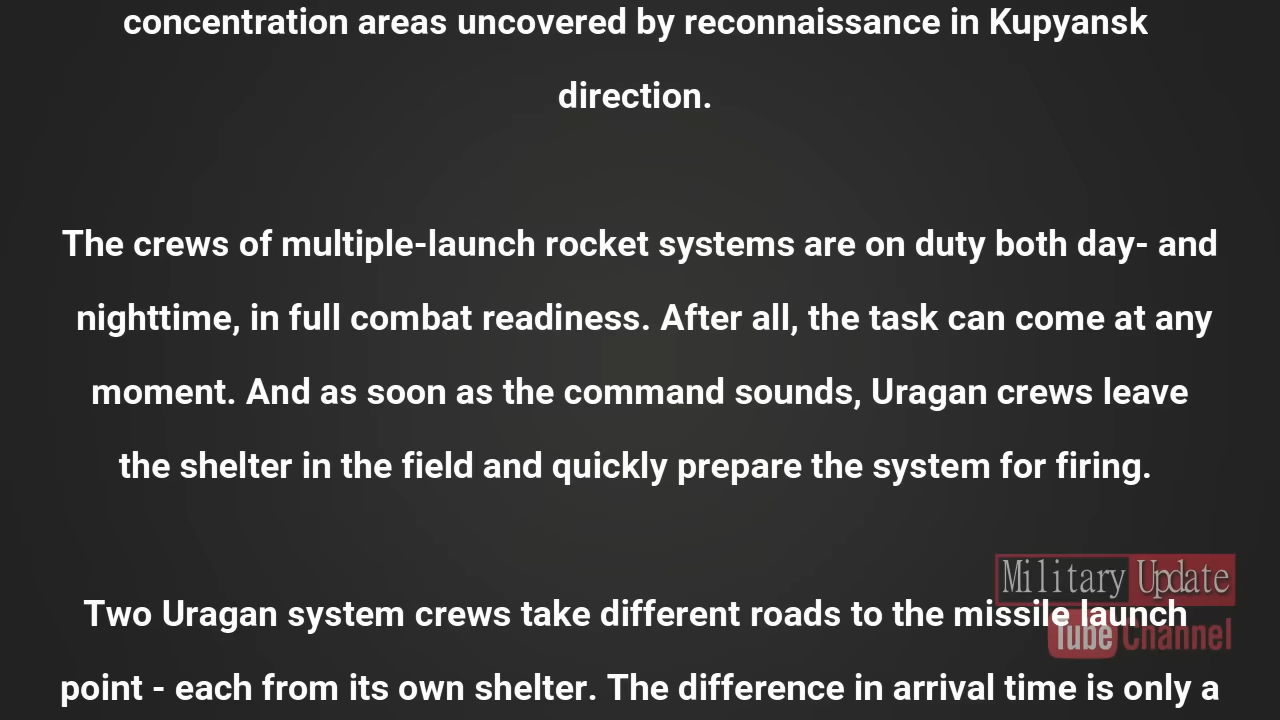 concentration areas uncovered by reconnaissance in Kupyansk
direction.
The crews of multiple-launch rocket systems are on duty both day- and
nighttime, in full combat readiness. After all, the task can come at any
moment. And as soon as the command sounds, Uragan crews leave
the shelter in the field and quickly prepare the system for firing.
Military Update
Two Uragan system crews take different roads to the missile launch
Tube Channel
point - each from its own shelter. The difference in arrival time is only a